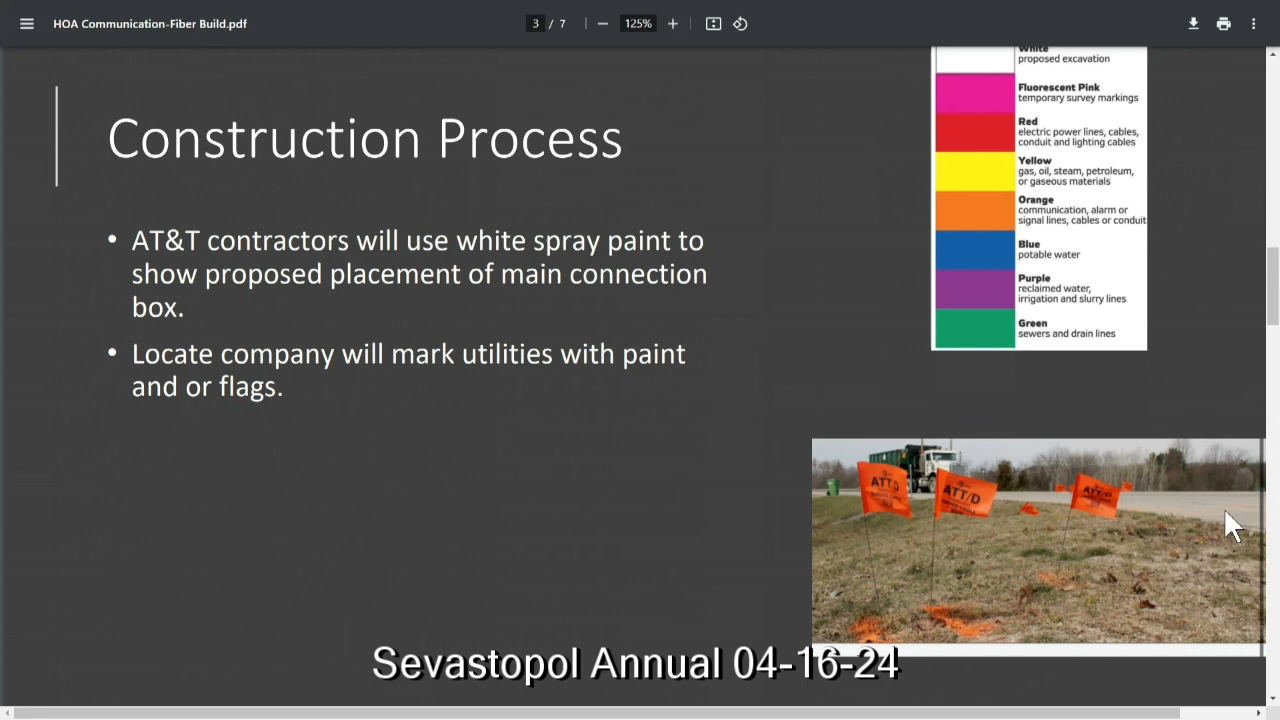 HOA Communication-Fiber Build.pdf
3 / 7
125%
White
proposed excavation
Fluorescent Pink
temporary survey markings
Red
electric power lines, cables,
conduit and lighting cables
Yellow
gas, oil, steam, petroleum,
or gaseous materials
Orange
communication, alarm or
signal lines, cables or conduit
Blue
potable water
Purple
reclaimed water,
irrigation and slurry lines
Green
sewers and drain lines
Construction Process
• AT&T contractors will use white spray paint to
show proposed placement of main connection
box.
• Locate company will mark utilities with paint
and or flags.
ATT/D
ATT/D
ATT/D
Sevastopol Annual 04-16-24